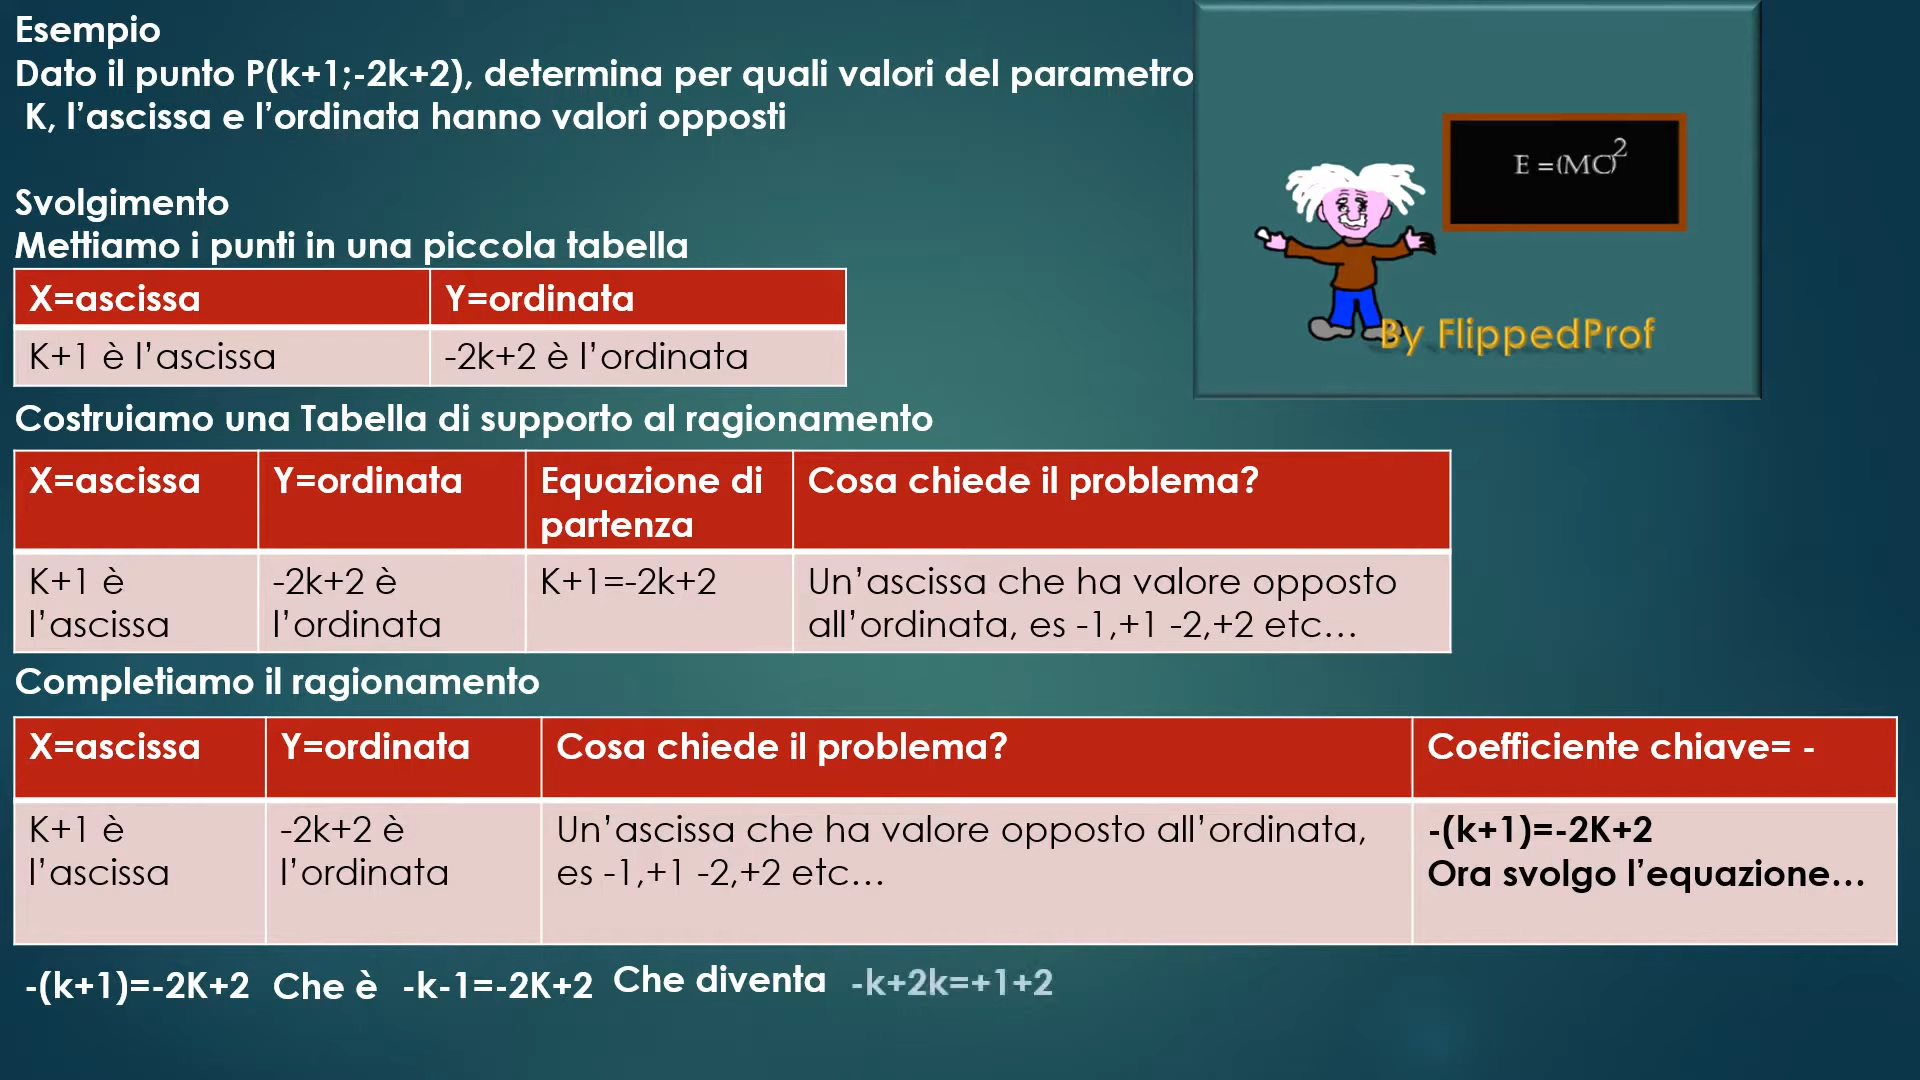 Esempio
Dato il punto P(k+1;-2k+2), determina per quali valori del parametro
K, l’ascissa e l’ordinata hanno valori opposti
E =(MC)²
By FlippedProf
Svolgimento
Mettiamo i punti in una piccola tabella
X=ascissa Y=ordinata
K+1 è l’ascissa -2k+2 è l’ordinata
Costruiamo una Tabella di supporto al ragionamento
X=ascissa Y=ordinata Equazione di Cosa chiede il problema?
partenza
K+1 è -2k+2 è K+1=-2k+2 Un’ascissa che ha valore opposto
l’ascissa l’ordinata all’ordinata, es -1,+1 -2,+2 etc…
Completiamo il ragionamento
X=ascissa Y=ordinata Cosa chiede il problema? Coefficiente chiave= -
K+1 è -2k+2 è Un’ascissa che ha valore opposto all’ordinata, -(k+1)=-2K+2
l’ascissa l’ordinata es -1,+1 -2,+2 etc… Ora svolgo l’equazione…
-(k+1)=-2K+2 Che è -k-1=-2K+2 Che diventa -k+2k=+1+2